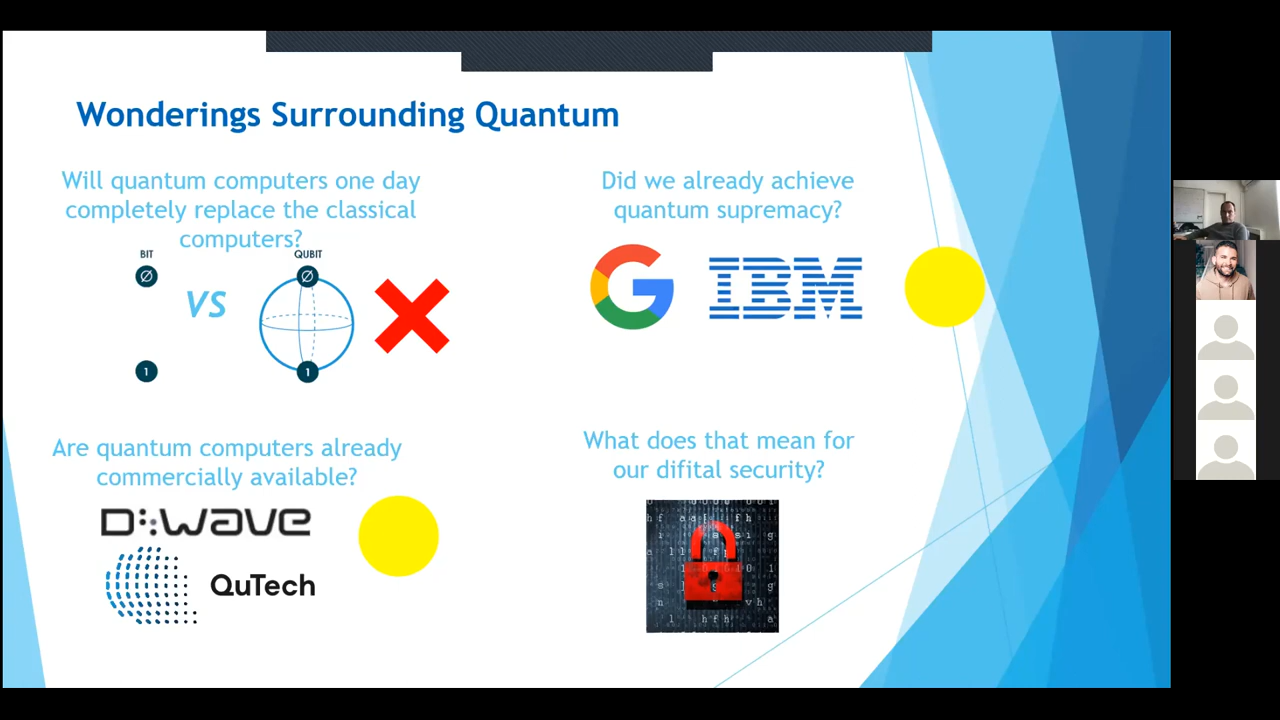 Wonderings Surrounding Quantum
Will quantum computers one day
completely replace the classical
computers?
BIT
QUBIT
Ø
Ø
VS
1
1
Did we already achieve
quantum supremacy?
G
IBM
Are quantum computers already
commercially available?
D:wave
QuTech
What does that mean for
our difital security?